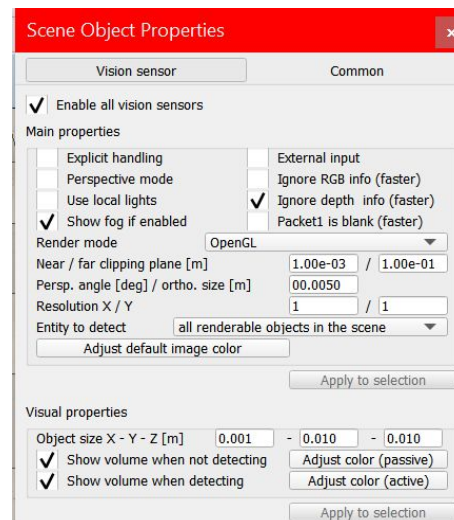 Scene Object Properties
Vision sensor Common
Enable all vision sensors
Main properties
Explicit handling External input
Perspective mode Ignore RGB info (faster)
Use local lights Ignore depth info (faster)
Show fog if enabled Packet1 is blank (faster)
Render mode OpenGL
Near / far clipping plane [m] 1.00e-03 / 1.00e-01
Persp. angle [deg] / ortho. size [m] 00.0050
Resolution X / Y 1 / 1
Entity to detect all renderable objects in the scene
Adjust default image color
Apply to selection
Visual properties
Object size X - Y - Z [m] 0.001 - 0.010 - 0.010
Show volume when not detecting Adjust color (passive)
Show volume when detecting Adjust color (active)
Apply to selection